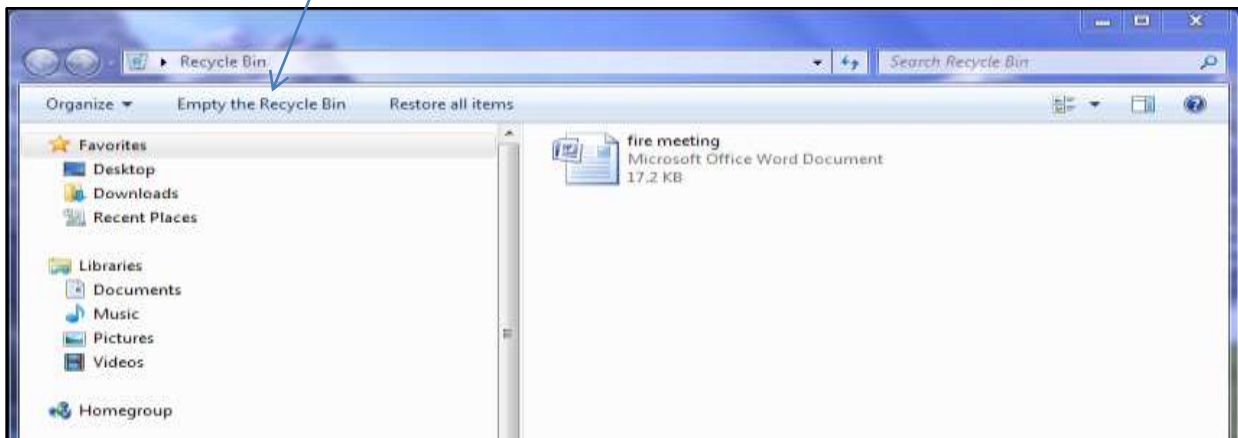 Recycle Bin
Search Recycle Bin
Organize
Empty the Recycle Bin
Restore all items
Favorites
Desktop
Downloads
Recent Places
Libraries
Documents
Music
Pictures
Videos
Homegroup
fire meeting
Microsoft Office Word Document
17.2 KB